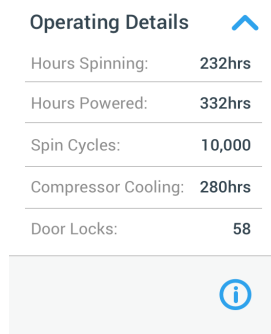 Operating Details
Hours Spinning: 232hrs
Hours Powered: 332hrs
Spin Cycles: 10,000
Compressor Cooling: 280hrs
Door Locks: 58